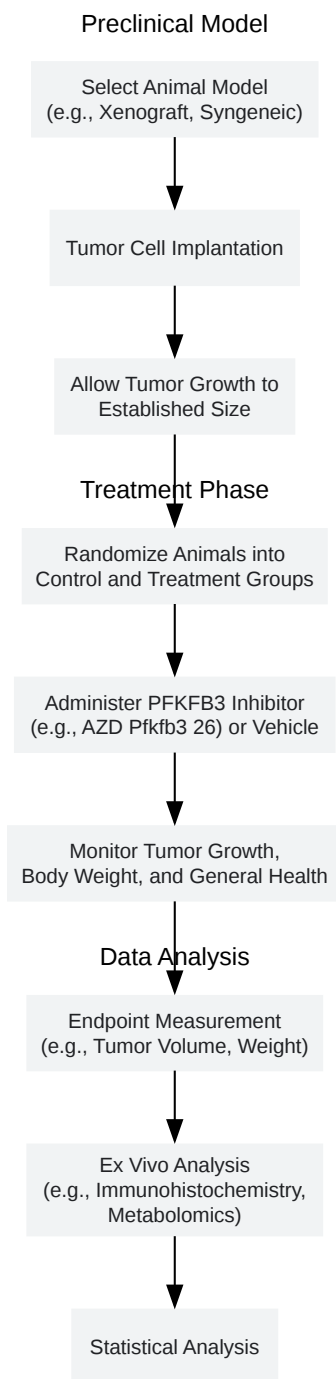 Preclinical Model
Select Animal Model
(e.g., Xenograft, Syngeneic)
Tumor Cell Implantation
Allow Tumor Growth to
Established Size
Treatment Phase
Randomize Animals into
Control and Treatment Groups
Administer PFKFB3 Inhibitor
(e.g., AZD Pfkfb3 26) or Vehicle
Monitor Tumor Growth,
Body Weight, and General Health
Data Analysis
Endpoint Measurement
(e.g., Tumor Volume, Weight)
Ex Vivo Analysis
(e.g., Immunohistochemistry,
Metabolomics)
Statistical Analysis